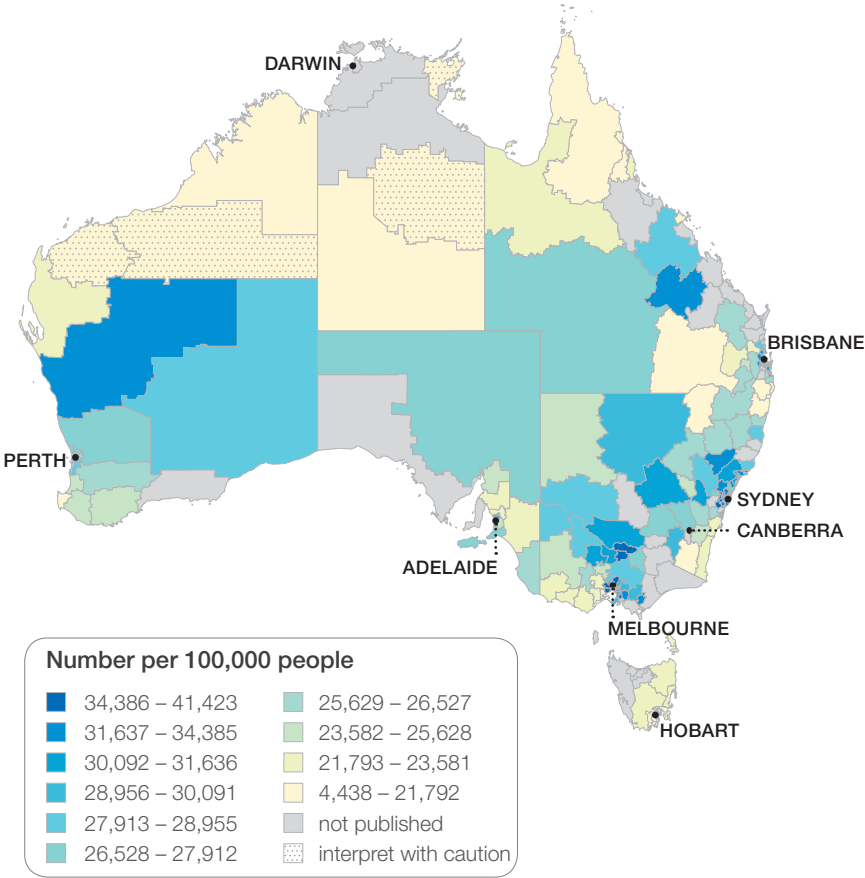 DARWIN
BRISBANE
PERTH
SYDNEY
CANBERRA
ADELAIDE
MELBOURNE
HOBART
Number per 100,000 people
34,386 – 41,423
31,637 – 34,385
30,092 – 31,636
28,956 – 30,091
27,913 – 28,955
26,528 – 27,912
25,629 – 26,527
23,582 – 25,628
21,793 – 23,581
4,438 – 21,792
not published
interpret with caution